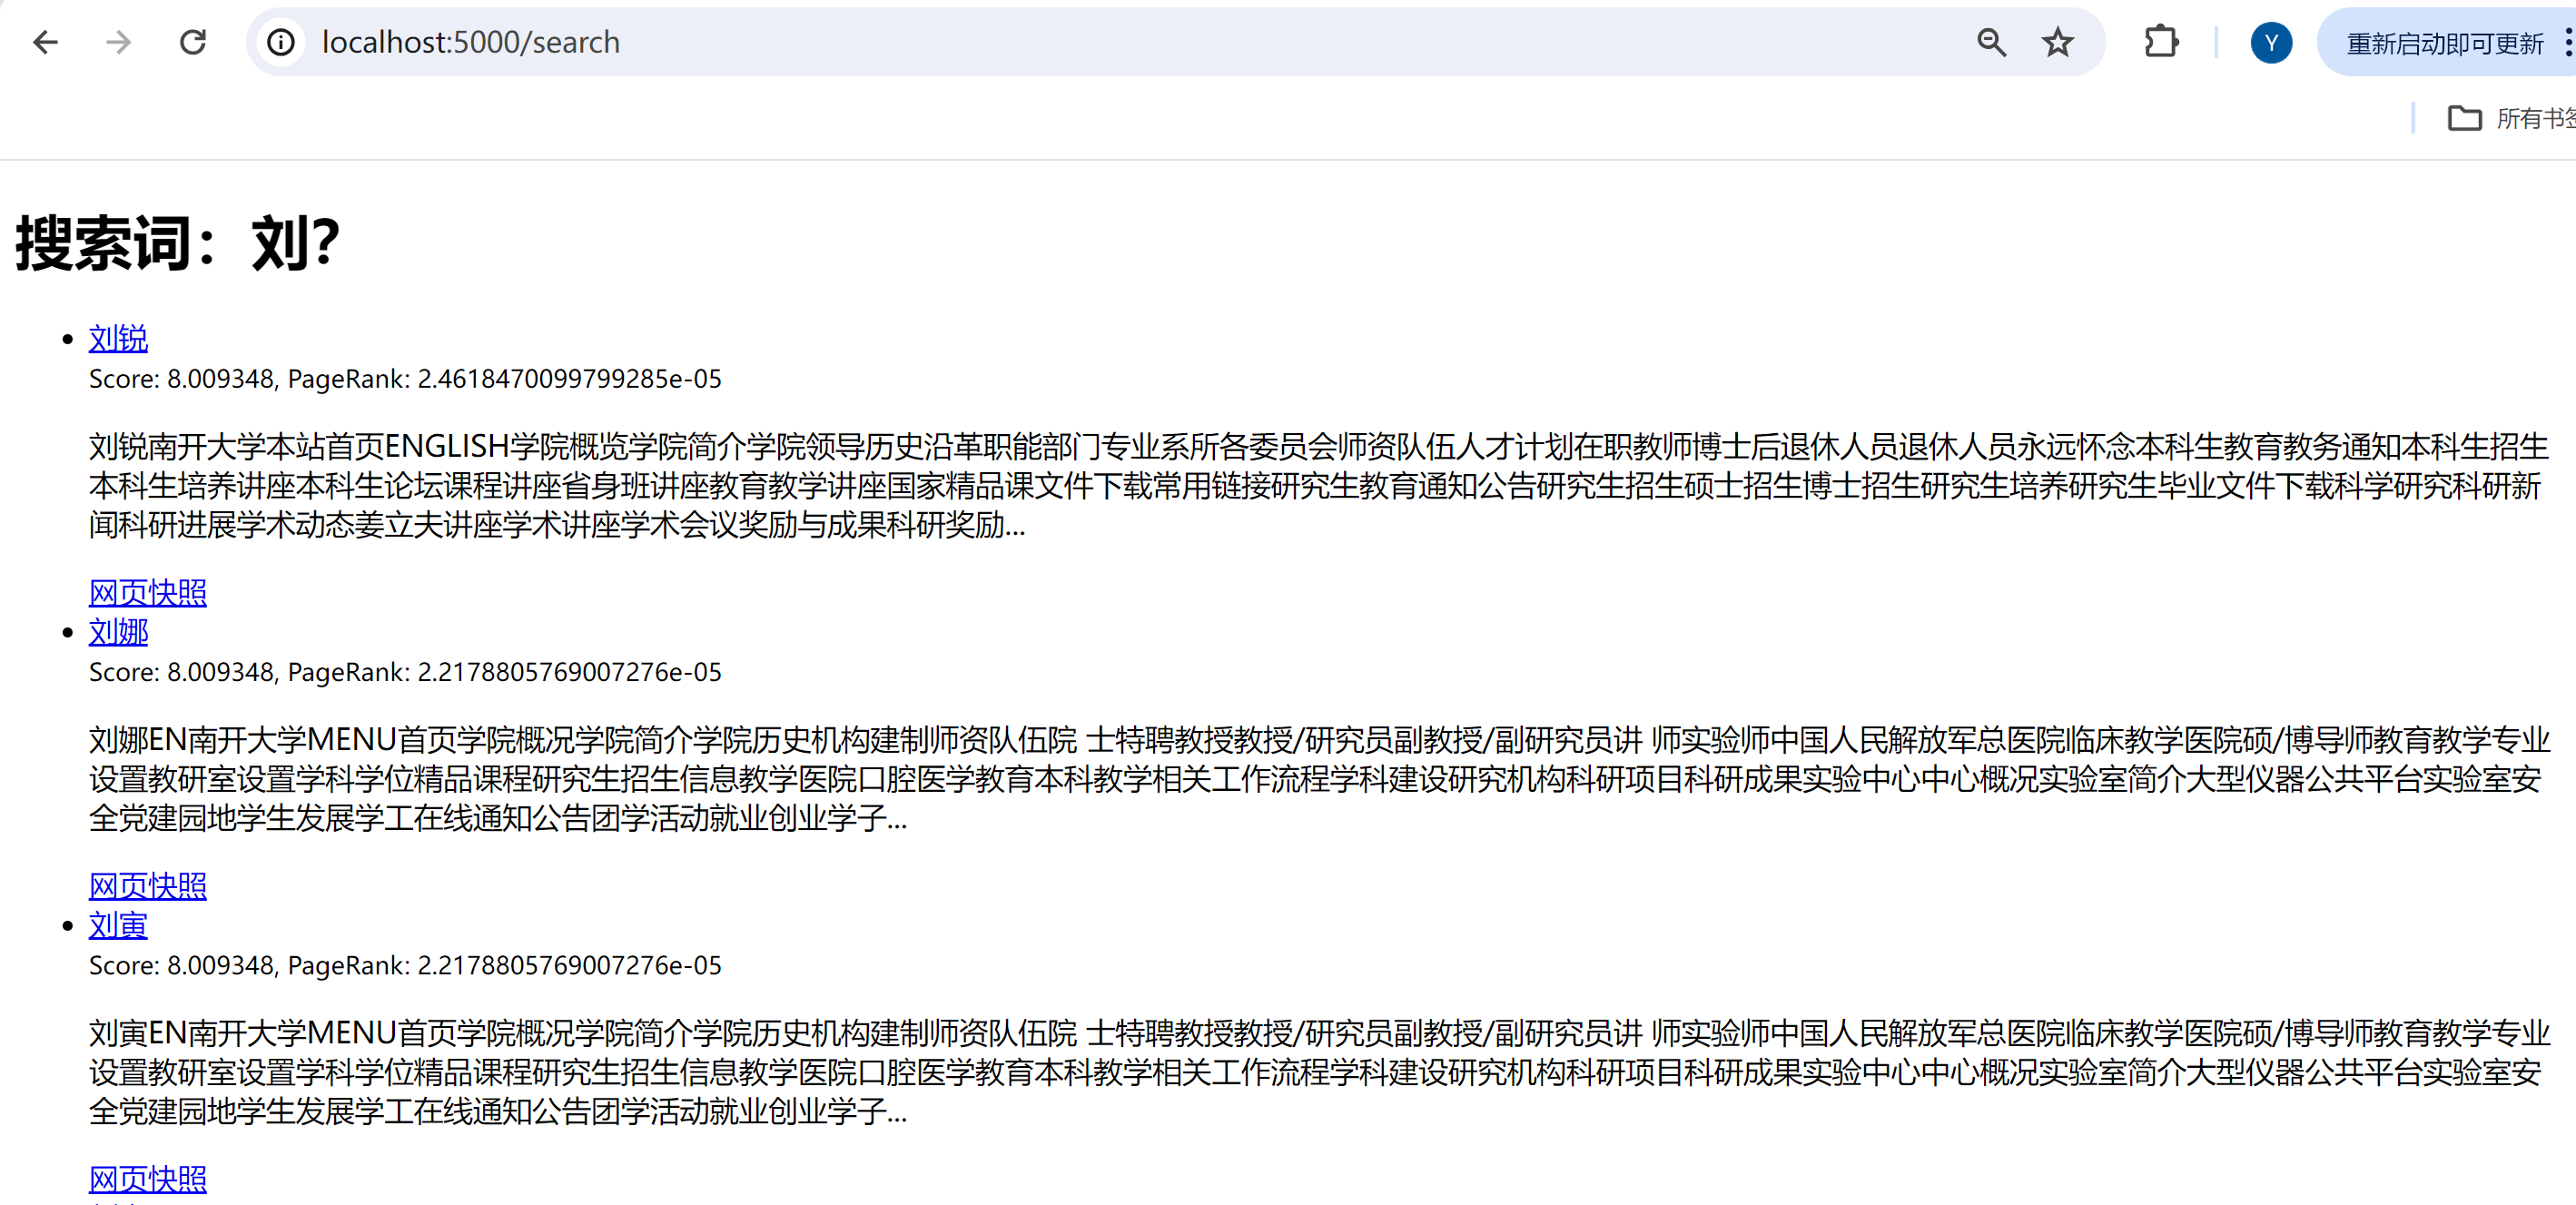 localhost:5000/search
Y
重新启动即可更新
所有书签
搜索词：刘?
刘锐
Score: 8.009348, PageRank: 2.4618470099799285e-05
刘锐南开大学本站首页ENGLISH学院概览学院简介学院领导历史沿革职能部门专业系所各委员会师资队伍人才计划在职教师博士后退休人员退休人员永远怀念本科生教育教务通知本科生招生
本科生培养讲座本科生论坛课程讲座省身班讲座教育教学讲座国家精品课文件下载常用链接研究生教育通知公告研究生招生硕士招生博士招生研究生培养研究生毕业文件下载科学研究科研新
闻科研进展学术动态姜立夫讲座学术讲座学术会议奖励与成果科研奖励...
网页快照
刘娜
Score: 8.009348, PageRank: 2.2178805769007276e-05
刘娜EN南开大学MENU首页学院概况学院简介学院历史机构建制师资队伍院 士特聘教授教授/研究员副教授/副研究员讲 师实验师中国人民解放军总医院临床教学医院硕/博导师教育教学专业
设置教研室设置学科学位精品课程研究生招生信息教学医院口腔医学教育本科教学相关工作流程学科建设研究机构科研项目科研成果实验中心中心概况实验室简介大型仪器公共平台实验室安
全党建园地学生发展学工在线通知公告团学活动就业创业学子...
网页快照
刘寅
Score: 8.009348, PageRank: 2.2178805769007276e-05
刘寅EN南开大学MENU首页学院概况学院简介学院历史机构建制师资队伍院 士特聘教授教授/研究员副教授/副研究员讲 师实验师中国人民解放军总医院临床教学医院硕/博导师教育教学专业
设置教研室设置学科学位精品课程研究生招生信息教学医院口腔医学教育本科教学相关工作流程学科建设研究机构科研项目科研成果实验中心中心概况实验室简介大型仪器公共平台实验室安
全党建园地学生发展学工在线通知公告团学活动就业创业学子...
网页快照